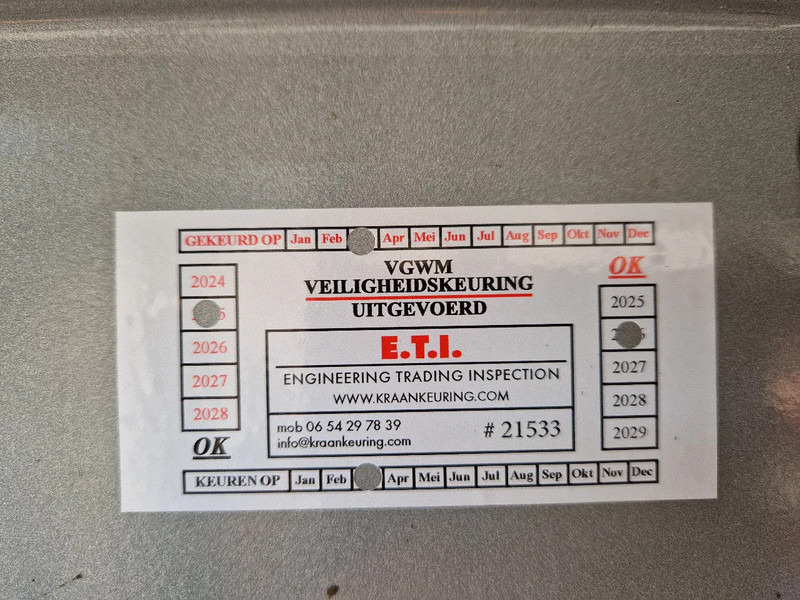 GEKEURD OP Jan Feb Apr Mei Jun Jul Aug Sep Okt Nov Dec
VGWM
VEILIGHEIDSKEURING
UITGEVOERD
OK
2024
2026
2027
2028
OK
E.T.I.
ENGINEERING TRADING INSPECTION
WWW.KRAANKEURING.COM
mob 06 54 29 78 39
info@kraankeuring.com
# 21533
2025
2027
2028
2029
KEUREN OP Jan Feb Apr Mei Jun Jul Aug Sep Okt Nov Dec